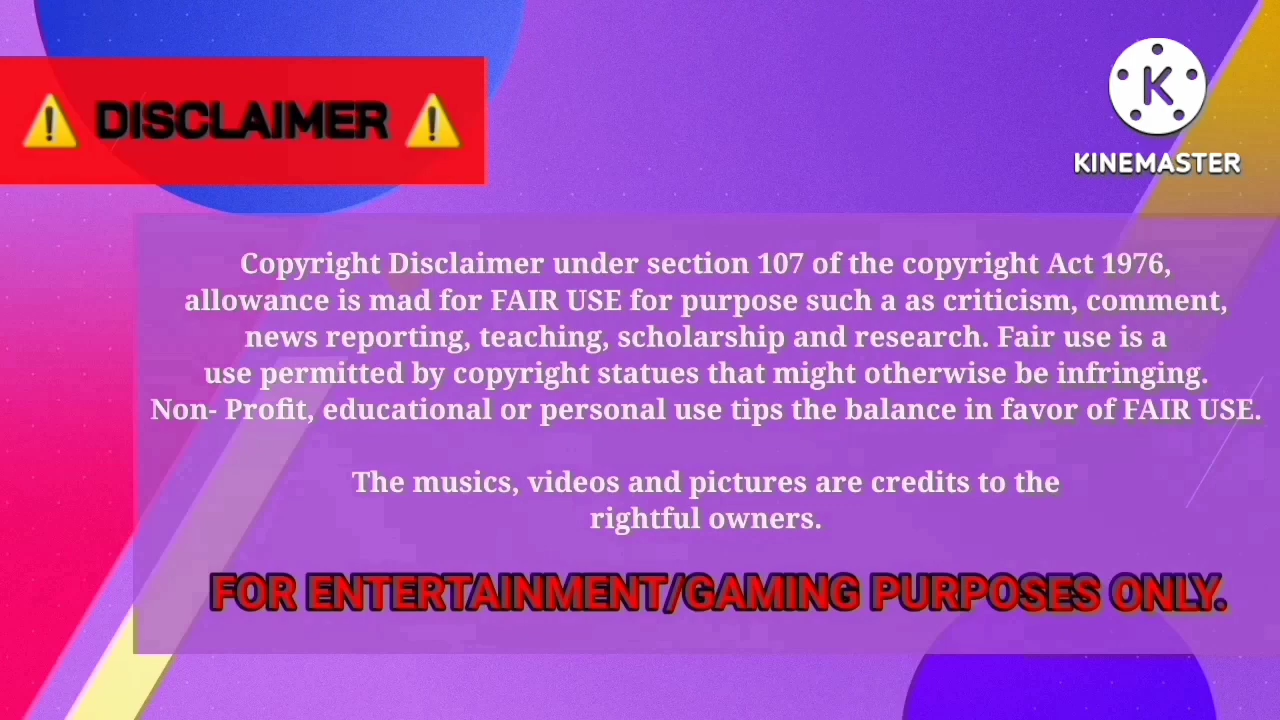 ⚠️ DISCLAIMER ⚠️
K
KINEMASTER
Copyright Disclaimer under section 107 of the copyright Act 1976,
allowance is mad for FAIR USE for purpose such a as criticism, comment,
news reporting, teaching, scholarship and research. Fair use is a
use permitted by copyright statues that might otherwise be infringing.
Non- Profit, educational or personal use tips the balance in favor of FAIR USE.
The musics, videos and pictures are credits to the
rightful owners.
FOR ENTERTAINMENT/GAMING PURPOSES ONLY.